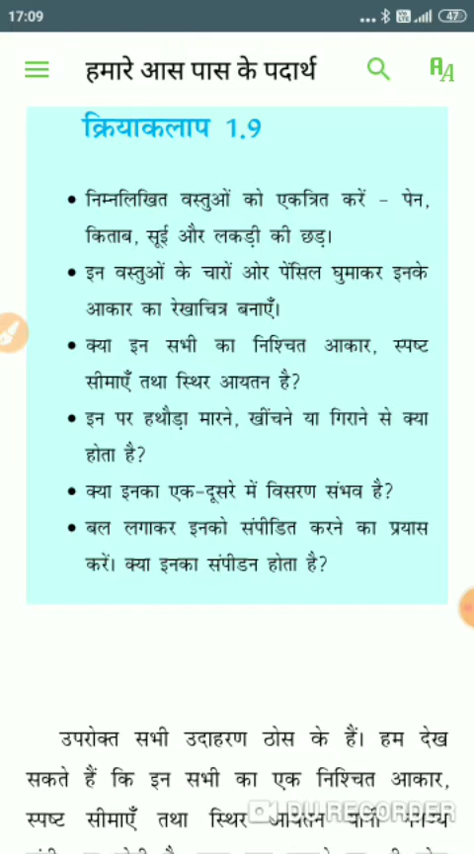 17:09
47
हमारे आस पास के पदार्थ
क्रियाकलाप 1.9
• निम्नलिखित वस्तुओं को एकत्रित करें – पेन,
किताब, सूई और लकड़ी की छड़।
• इन वस्तुओं के चारों ओर पेंसिल घुमाकर इनके
आकार का रेखाचित्र बनाएँ।
• क्या इन सभी का निश्चित आकार, स्पष्ट
सीमाएँ तथा स्थिर आयतन है?
• इन पर हथौड़ा मारने, खींचने या गिराने से क्या
होता है?
• क्या इनका एक-दूसरे में विसरण संभव है?
• बल लगाकर इनको संपीडित करने का प्रयास
करें। क्या इनका संपीडन होता है?
उपरोक्त सभी उदाहरण ठोस के हैं। हम देख
सकते हैं कि इन सभी का एक निश्चित आकार,
स्पष्ट सीमाएँ तथा स्थिर आयतन यानी
DU RECORDER